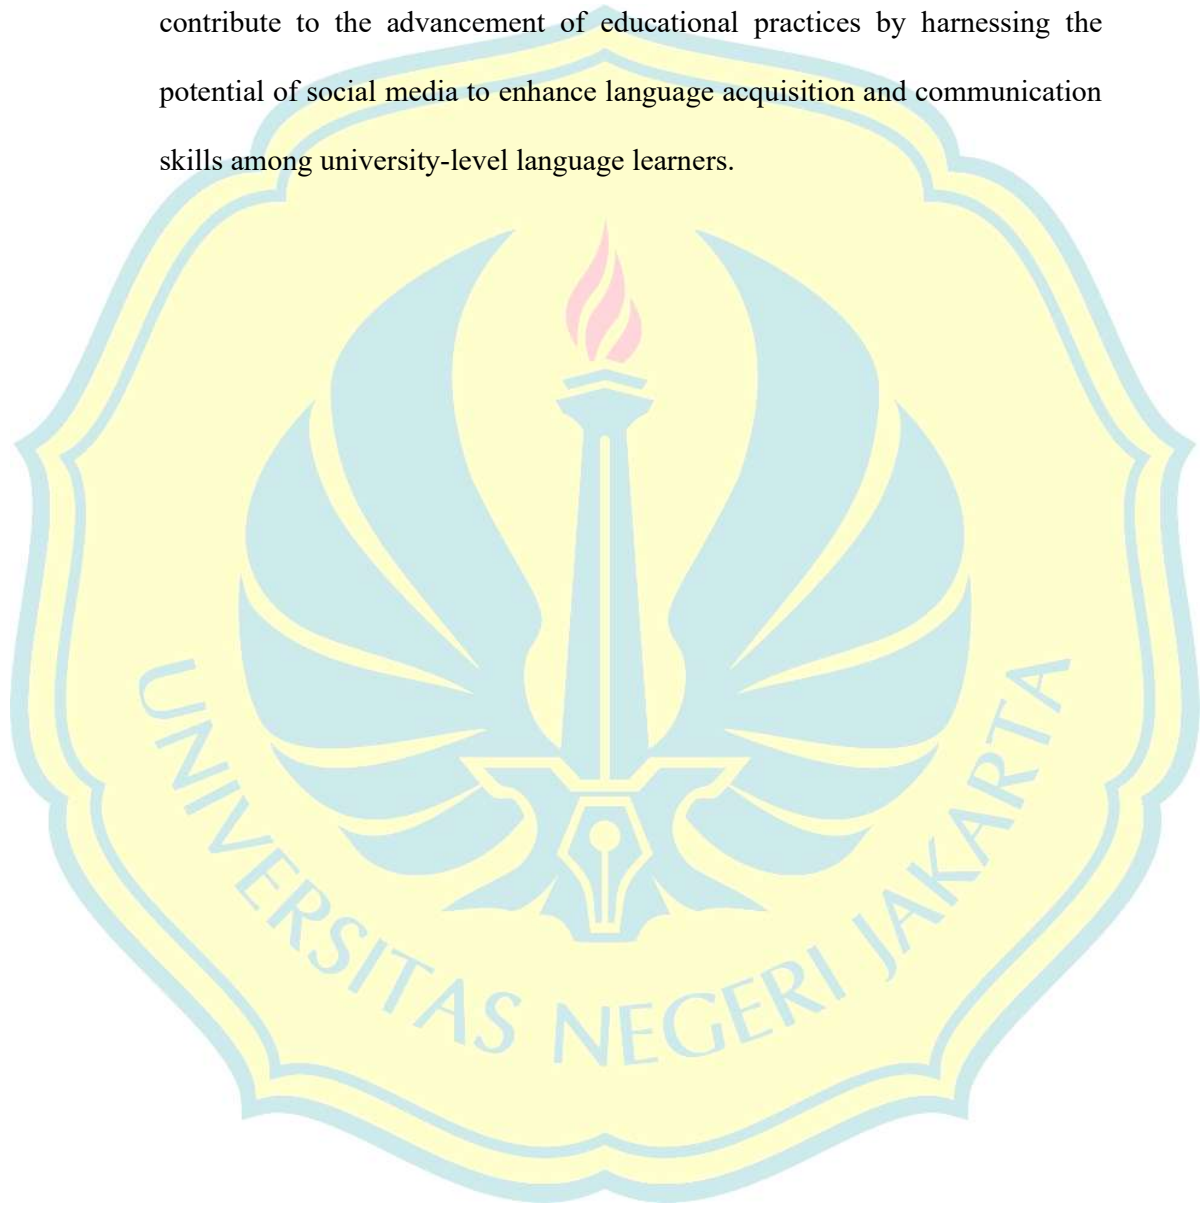 contribute to the advancement of educational practices by harnessing the
potential of social media to enhance language acquisition and communication
skills among university-level language learners.
UNIVERSITAS NEGERI JAKARTA